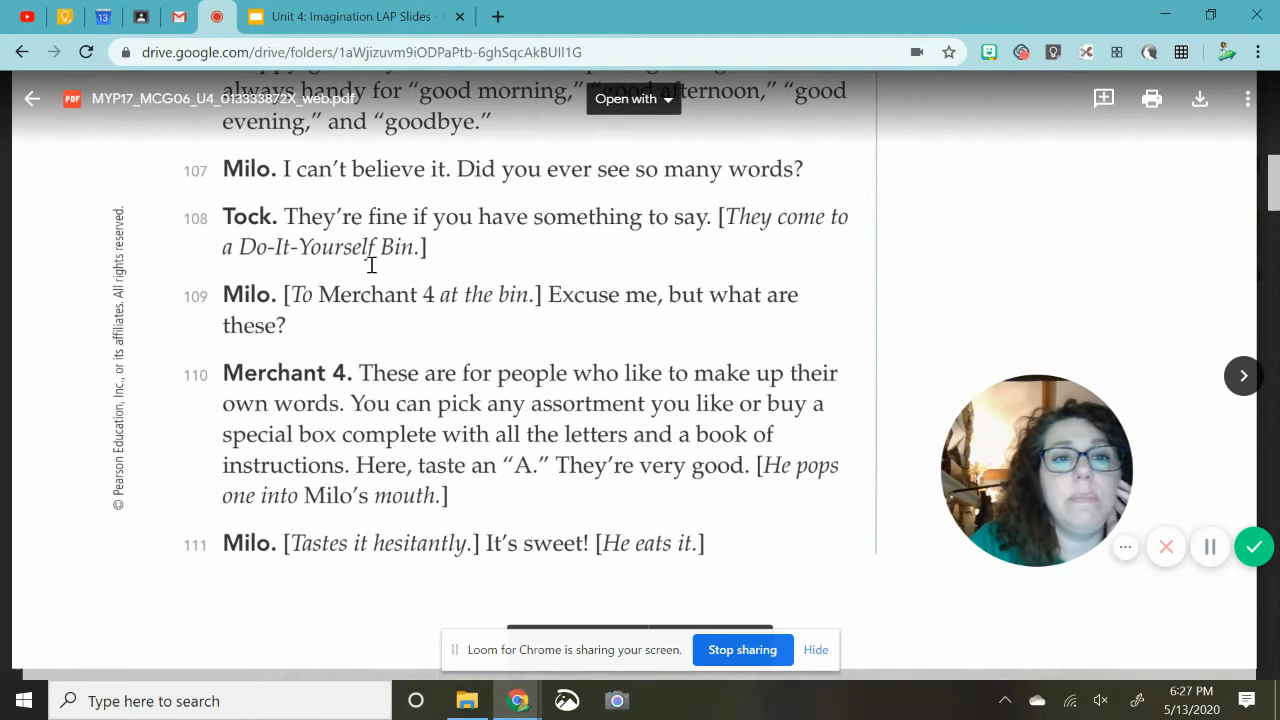 Unit 4: Imagination LAP Slides -
drive.google.com/drive/folders/1aWjizuvm9iODPaPtb-6ghSqcAkBUIl1G
MYP17_MCG06_U4_013333872X_web.pdf
Open with
always handy for “good morning,” “good afternoon,” “good
evening,” and “goodbye.”
107 Milo. I can’t believe it. Did you ever see so many words?
108 Tock. They’re fine if you have something to say. [They come to
a Do-It-Yourself Bin.]
109 Milo. [To Merchant 4 at the bin.] Excuse me, but what are
these?
110 Merchant 4. These are for people who like to make up their
own words. You can pick any assortment you like or buy a
special box complete with all the letters and a book of
instructions. Here, taste an “A.” They’re very good. [He pops
one into Milo’s mouth.]
111 Milo. [Tastes it hesitantly.] It’s sweet! [He eats it.]
© Pearson Education, Inc., or its affiliates. All rights reserved.
Loom for Chrome is sharing your screen.
Stop sharing
Hide
Type here to search
6:27 PM
5/13/2020